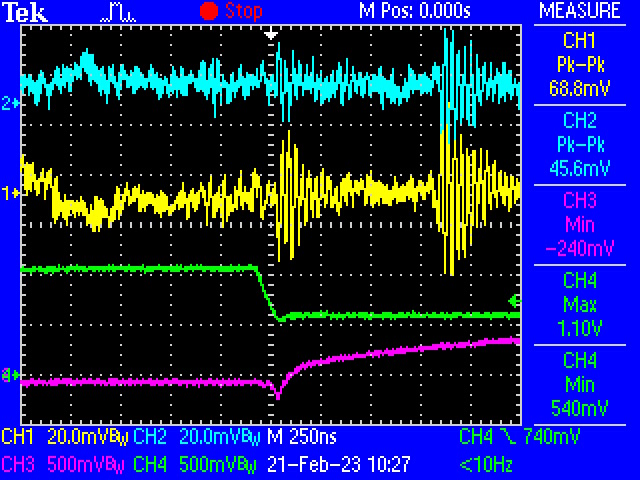 Tek Stop M Pos: 0.000s MEASURE
CH1
Pk-Pk
68.8mV
CH2
Pk-Pk
45.6mV
CH3
Min
-240mV
CH4
Max
1.10V
CH4
Min
540mV
2
1
4
CH1 20.0mVBW CH2 20.0mVBW M 250ns CH4 740mV
CH3 500mVBW CH4 500mVBW 21-Feb-23 10:27 <10Hz